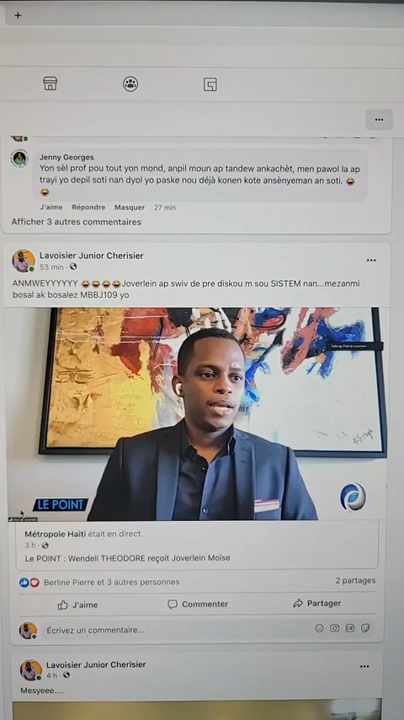 Jenny Georges
Yon sèl prof pou tout yon mond, anpil moun ap tandew ankachèt, men pawol la ap
trayi yo depil soti nan dyol yo paske nou déjà konen kote ansènyeman an soti. 😂
😂
J'aime Répondre Masquer 27 min
Afficher 3 autres commentaires
Lavoisier Junior Cherisier
53 min
ANMWEYYYYYY 😂😂😂😂Joverlein ap swiv de pre diskou m sou SISTEM nan...mezanmi
bosal ak bosalez MBBJ109 yo
LE POINT
Métropole Haiti était en direct.
3 h
Le POINT : Wendell THEODORE reçoit Joverlein Moïse
Berline Pierre et 3 autres personnes
2 partages
J'aime
Commenter
Partager
Écrivez un commentaire...
Lavoisier Junior Cherisier
4 h
Mesyeee....